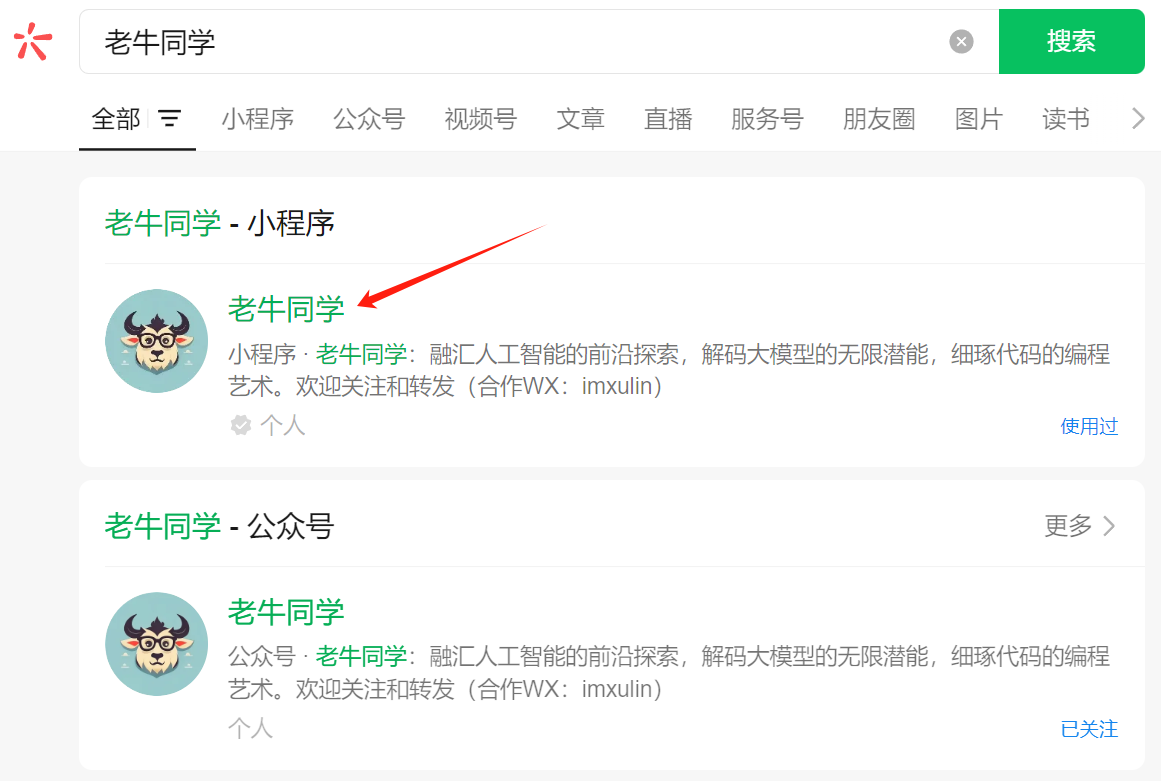 老牛同学
搜索
全部 小程序 公众号 视频号 文章 直播 服务号 朋友圈 图片 读书
老牛同学 - 小程序
老牛同学
小程序 · 老牛同学：融汇人工智能的前沿探索，解码大模型的无限潜能，细琢代码的编程
艺术。欢迎关注和转发（合作WX：imxulin）
个人
使用过
老牛同学 - 公众号
更多
老牛同学
公众号 · 老牛同学：融汇人工智能的前沿探索，解码大模型的无限潜能，细琢代码的编程
艺术。欢迎关注和转发（合作WX：imxulin）
个人
已关注